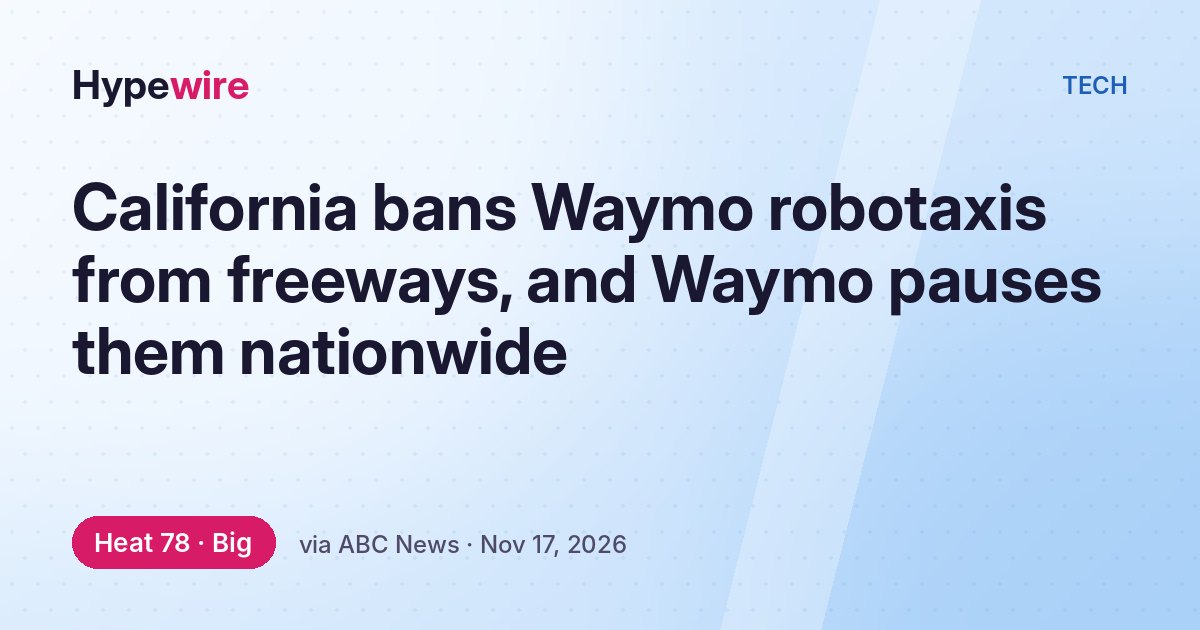 Hypewire
TECH
California bans Waymo robotaxis
from freeways, and Waymo pauses
them nationwide
Heat 78 · Big
via ABC News · Nov 17, 2026